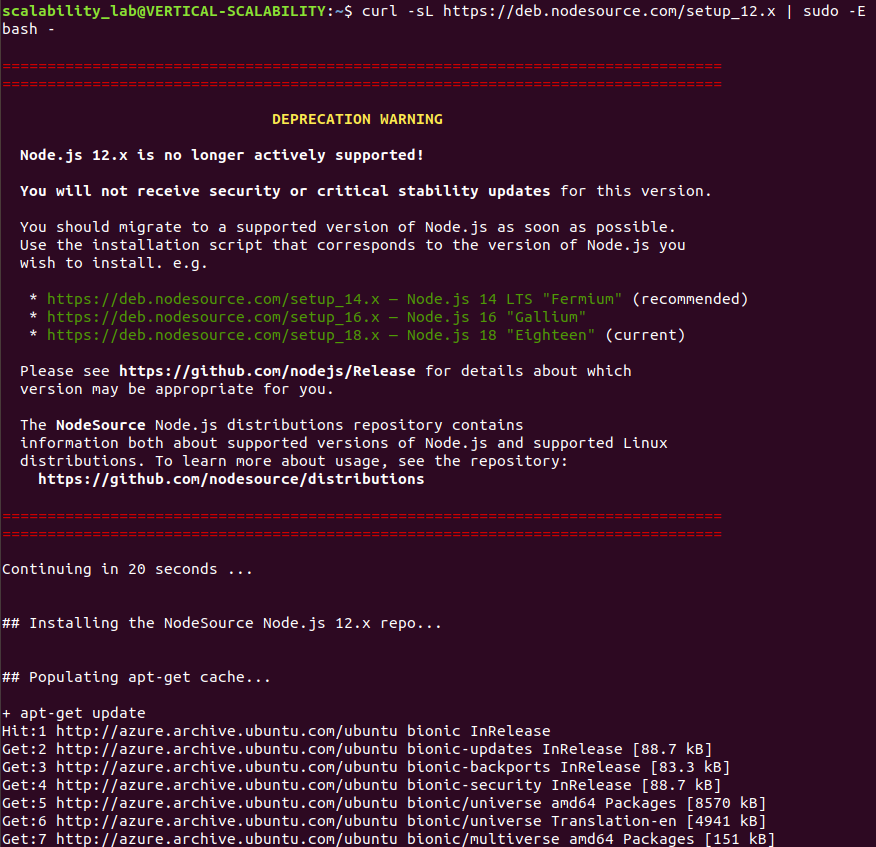 scalability_lab@VERTICAL-SCALABILITY:~$ curl -sL https://deb.nodesource.com/setup_12.x | sudo -E
bash -
================================================================================
================================================================================
DEPRECATION WARNING
Node.js 12.x is no longer actively supported!
You will not receive security or critical stability updates for this version.
You should migrate to a supported version of Node.js as soon as possible.
Use the installation script that corresponds to the version of Node.js you
wish to install. e.g.
* https://deb.nodesource.com/setup_14.x — Node.js 14 LTS "Fermium" (recommended)
* https://deb.nodesource.com/setup_16.x — Node.js 16 "Gallium"
* https://deb.nodesource.com/setup_18.x — Node.js 18 "Eighteen" (current)
Please see https://github.com/nodejs/Release for details about which
version may be appropriate for you.
The NodeSource Node.js distributions repository contains
information both about supported versions of Node.js and supported Linux
distributions. To learn more about usage, see the repository:
https://github.com/nodesource/distributions
================================================================================
================================================================================
Continuing in 20 seconds ...
## Installing the NodeSource Node.js 12.x repo...
## Populating apt-get cache...
+ apt-get update
Hit:1 http://azure.archive.ubuntu.com/ubuntu bionic InRelease
Get:2 http://azure.archive.ubuntu.com/ubuntu bionic-updates InRelease [88.7 kB]
Get:3 http://azure.archive.ubuntu.com/ubuntu bionic-backports InRelease [83.3 kB]
Get:4 http://azure.archive.ubuntu.com/ubuntu bionic-security InRelease [88.7 kB]
Get:5 http://azure.archive.ubuntu.com/ubuntu bionic/universe amd64 Packages [8570 kB]
Get:6 http://azure.archive.ubuntu.com/ubuntu bionic/universe Translation-en [4941 kB]
Get:7 http://azure.archive.ubuntu.com/ubuntu bionic/multiverse amd64 Packages [151 kB]